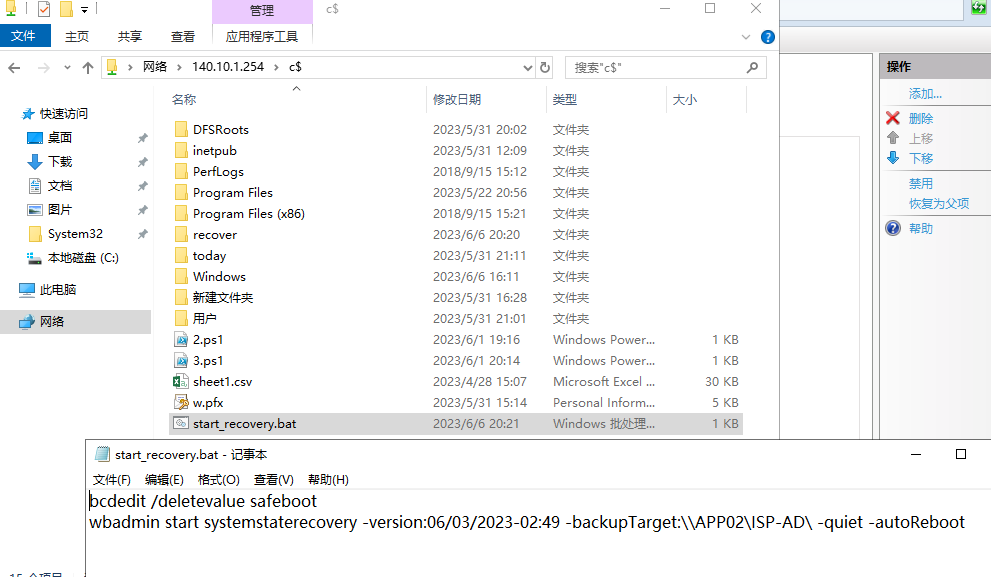 管理
c$
文件
主页
共享
查看
应用程序工具
网络 > 140.10.1.254 > c$
搜索"c$"
名称
修改日期
类型
大小
快速访问
桌面
下载
文档
图片
System32
本地磁盘 (C:)
此电脑
网络
DFSRoots 2023/5/31 20:02 文件夹
inetpub 2023/5/31 12:09 文件夹
PerfLogs 2018/9/15 15:12 文件夹
Program Files 2023/5/22 20:56 文件夹
Program Files (x86) 2018/9/15 15:21 文件夹
recover 2023/6/6 20:20 文件夹
today 2023/5/31 21:11 文件夹
Windows 2023/6/6 16:11 文件夹
新建文件夹 2023/5/31 16:28 文件夹
用户 2023/5/31 21:01 文件夹
2.ps1 2023/6/1 19:16 Windows Power... 1 KB
3.ps1 2023/6/1 20:14 Windows Power... 1 KB
sheet1.csv 2023/4/28 15:07 Microsoft Excel ... 30 KB
w.pfx 2023/5/31 15:14 Personal Inform... 5 KB
start_recovery.bat 2023/6/6 20:21 Windows 批处理... 1 KB
操作
添加...
删除
上移
下移
禁用
恢复为父项
帮助
start_recovery.bat - 记事本
文件(F) 编辑(E) 格式(O) 查看(V) 帮助(H)
bcdedit /deletevalue safeboot
wbadmin start systemstaterecovery -version:06/03/2023-02:49 -backupTarget:\\APP02\ISP-AD\ -quiet -autoReboot